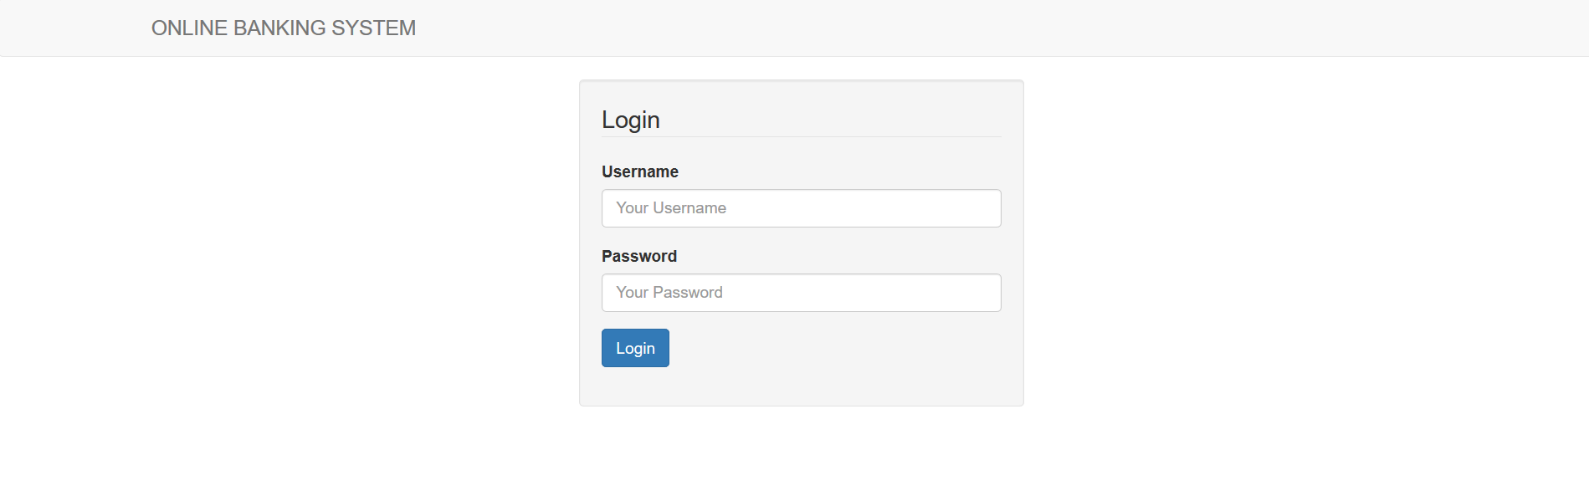 ONLINE BANKING SYSTEM
Login
Username
Your Username
Password
Your Password
Login